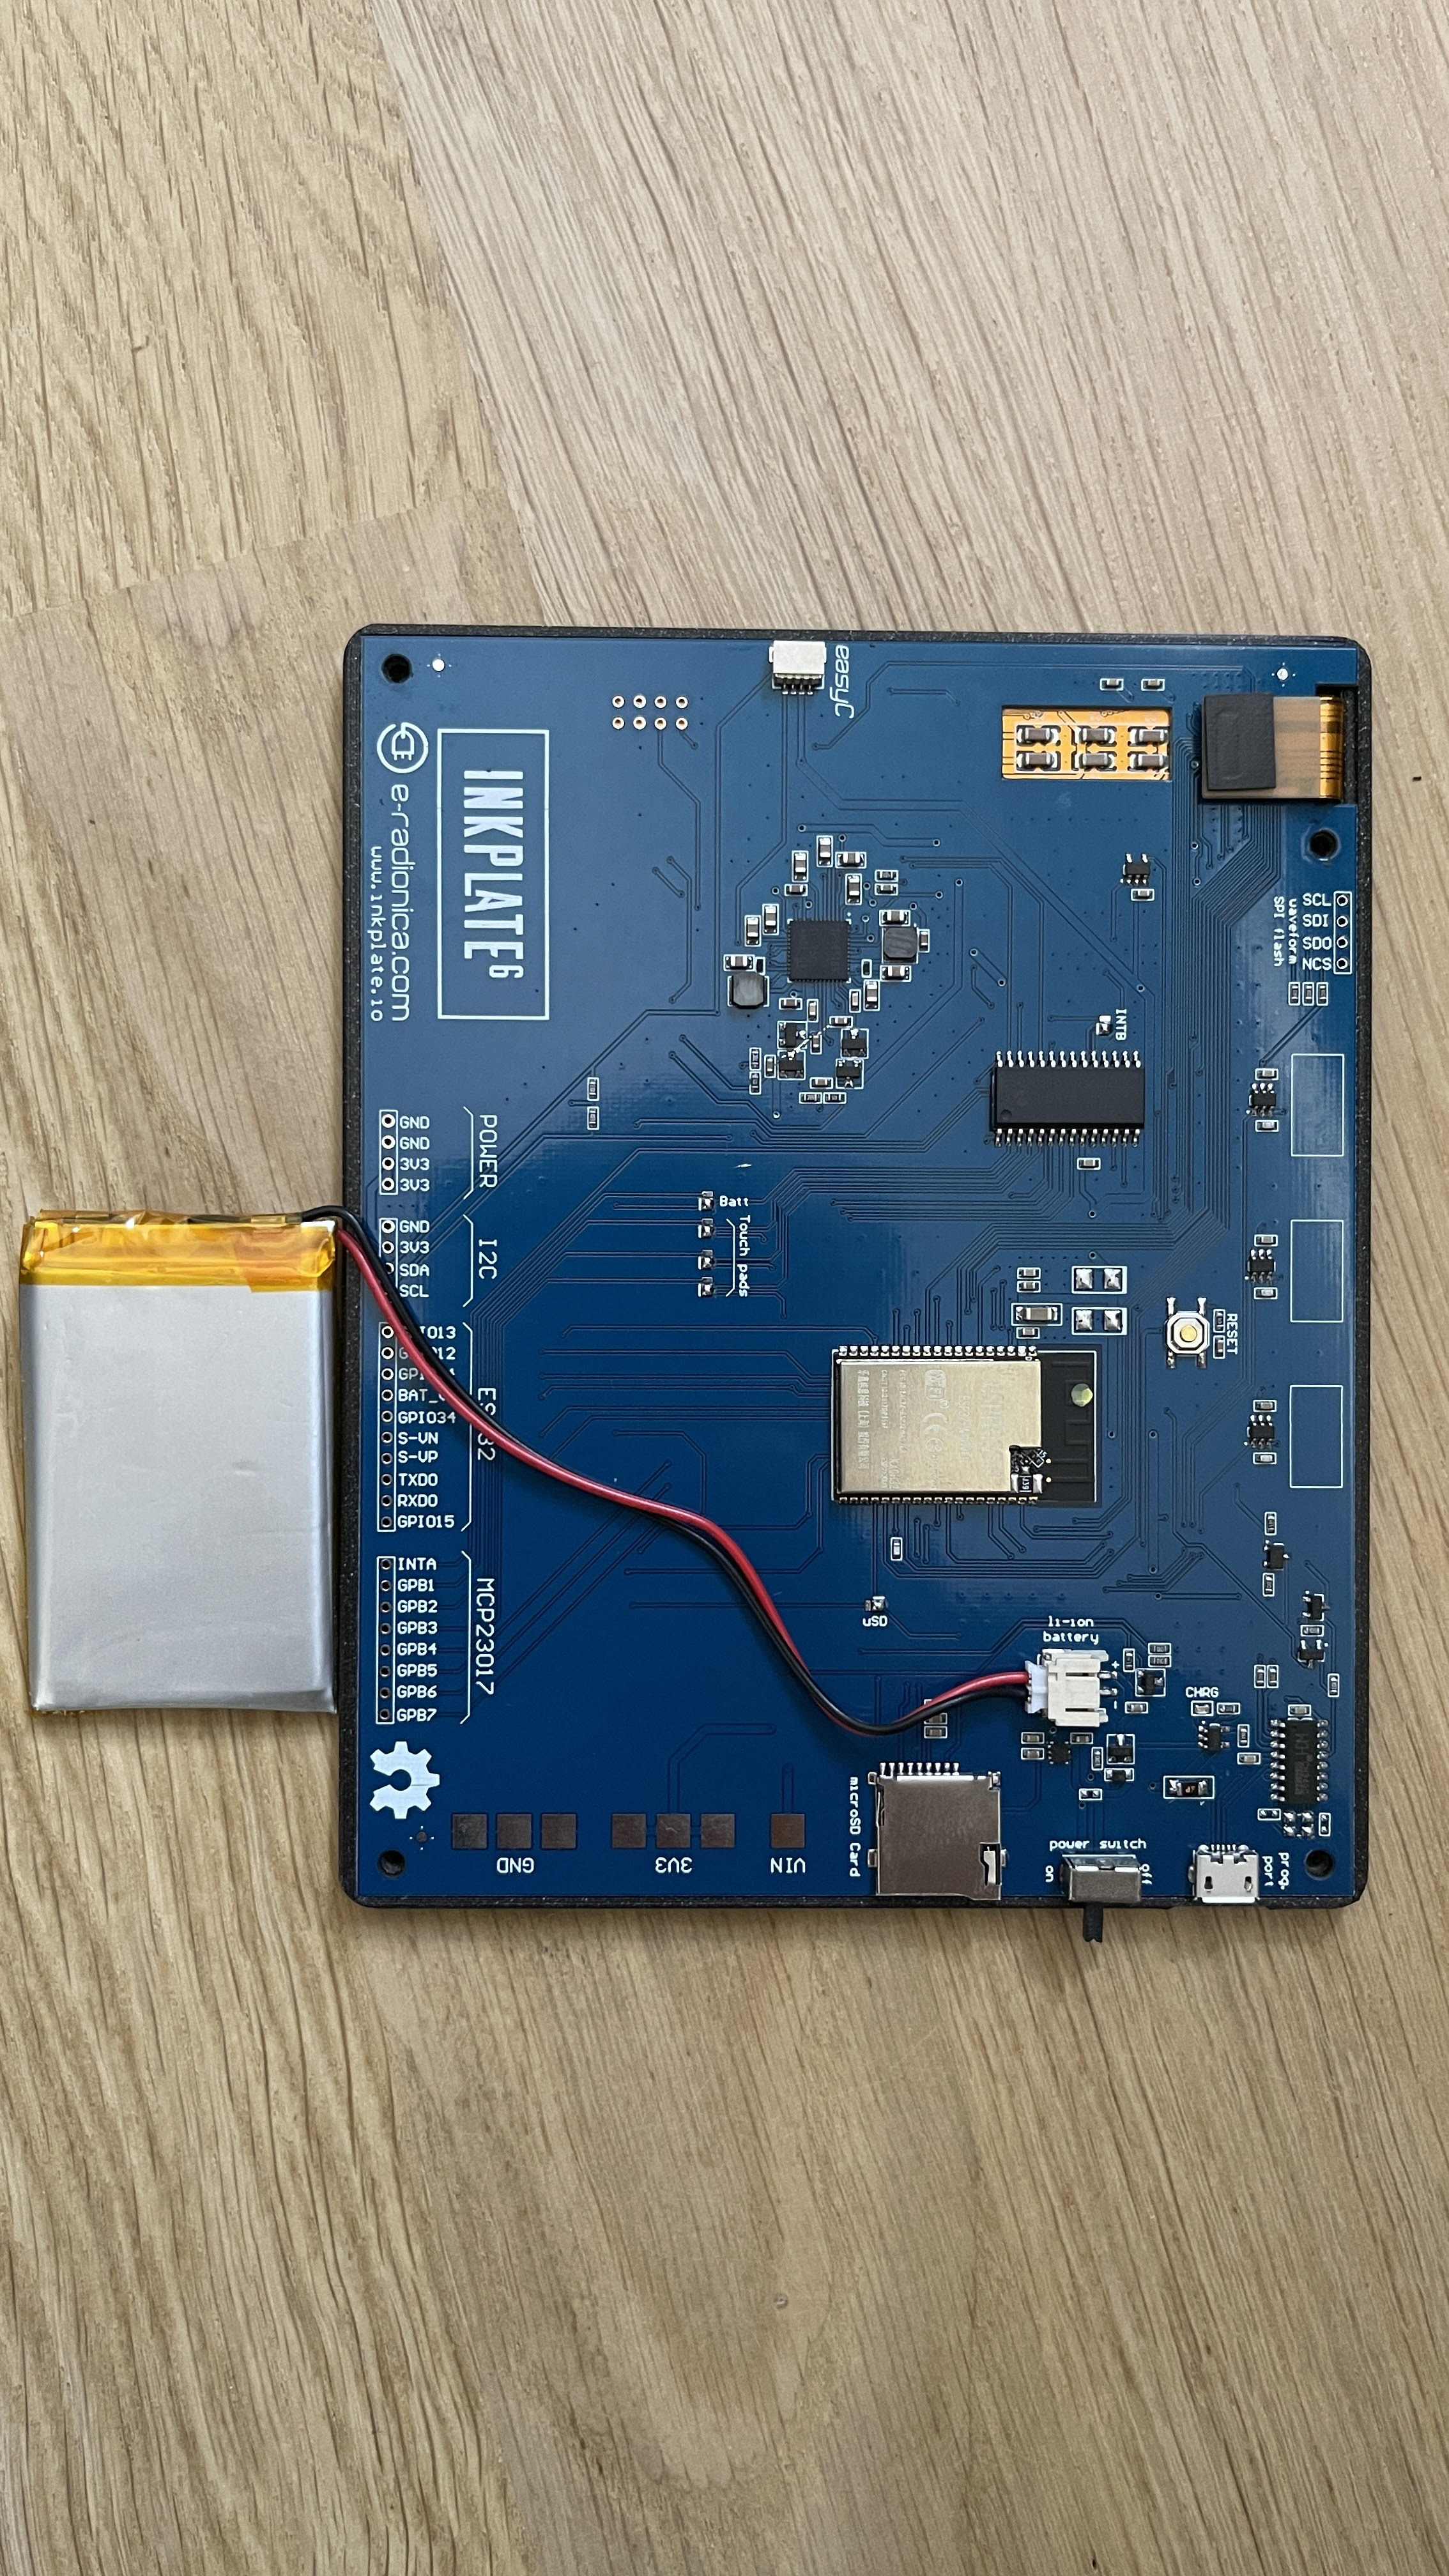 easyC
INKPLATE6
e-radionica.com
www.inkplate.io
SCL
SDI
SDO
NCS
waveform
SPI flash
INTB
POWER
GND
GND
3V3
3V3
I2C
GND
3V3
SDA
SCL
Batt
Touch pads
RESET
GPIO34
S-VN
S-VP
TXD0
RXD0
GPIO15
MCP23017
INTA
GPB1
GPB2
GPB3
GPB4
GPB5
GPB6
GPB7
WiFi
CE
uSD
li-ion
battery
+
-
CHRG
microSD Card
power switch
on
off
prog.
port
GND
3V3
VIN